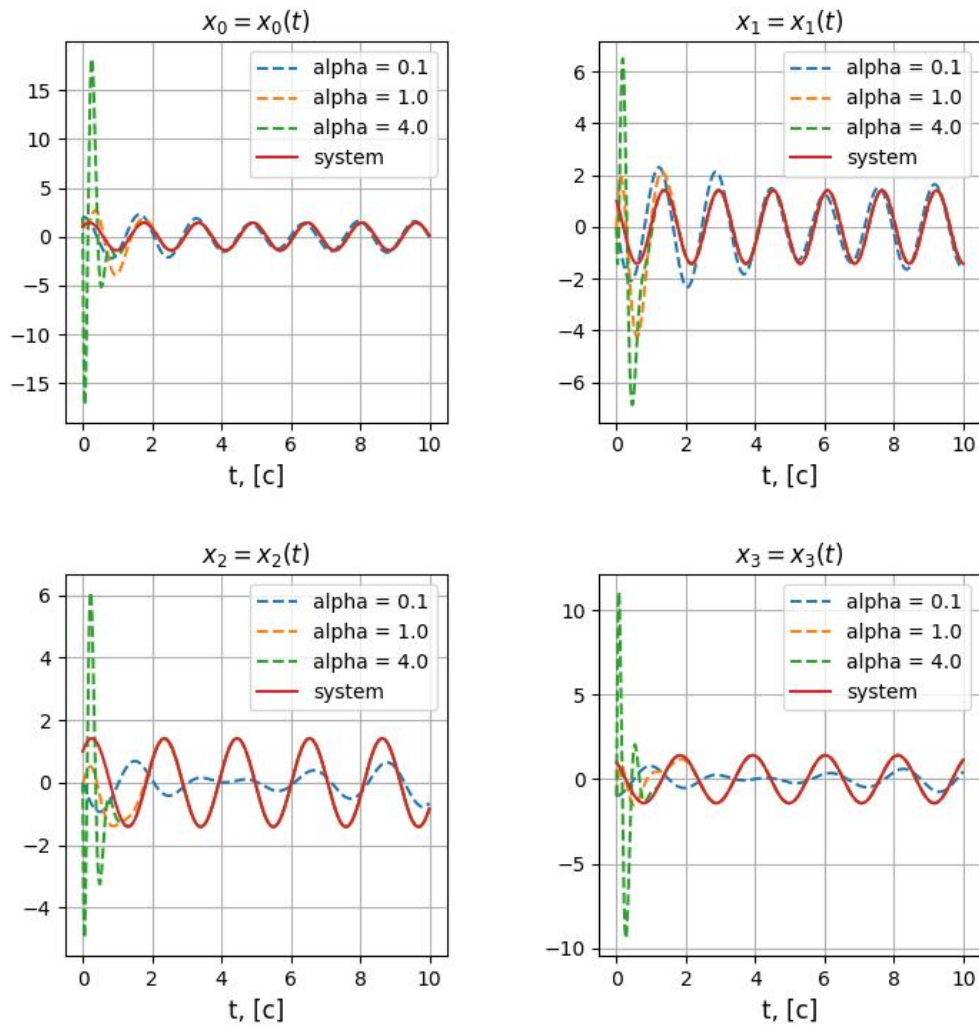 x₀ = x₀(t)
15
10
5
0
−5
−10
−15
0 2 4 6 8 10
t, [c]
alpha = 0.1
alpha = 1.0
alpha = 4.0
system
x₁ = x₁(t)
6
4
2
0
−2
−4
−6
0 2 4 6 8 10
t, [c]
alpha = 0.1
alpha = 1.0
alpha = 4.0
system
x₂ = x₂(t)
6
4
2
0
−2
−4
0 2 4 6 8 10
t, [c]
alpha = 0.1
alpha = 1.0
alpha = 4.0
system
x₃ = x₃(t)
10
5
0
−5
−10
0 2 4 6 8 10
t, [c]
alpha = 0.1
alpha = 1.0
alpha = 4.0
system